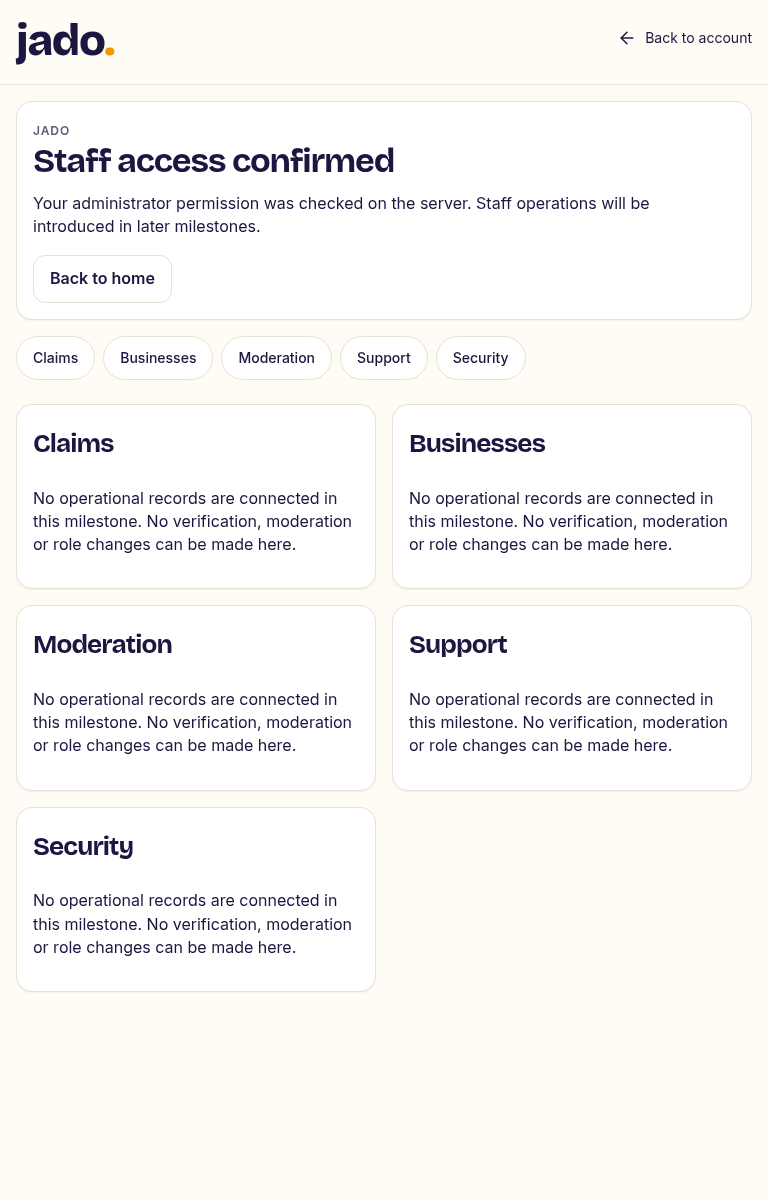 jado.
Back to account
JADO
Staff access confirmed
Your administrator permission was checked on the server. Staff operations will be
introduced in later milestones.
Back to home
Claims
Businesses
Moderation
Support
Security
Claims
No operational records are connected in
this milestone. No verification, moderation
or role changes can be made here.
Businesses
No operational records are connected in
this milestone. No verification, moderation
or role changes can be made here.
Moderation
No operational records are connected in
this milestone. No verification, moderation
or role changes can be made here.
Support
No operational records are connected in
this milestone. No verification, moderation
or role changes can be made here.
Security
No operational records are connected in
this milestone. No verification, moderation
or role changes can be made here.